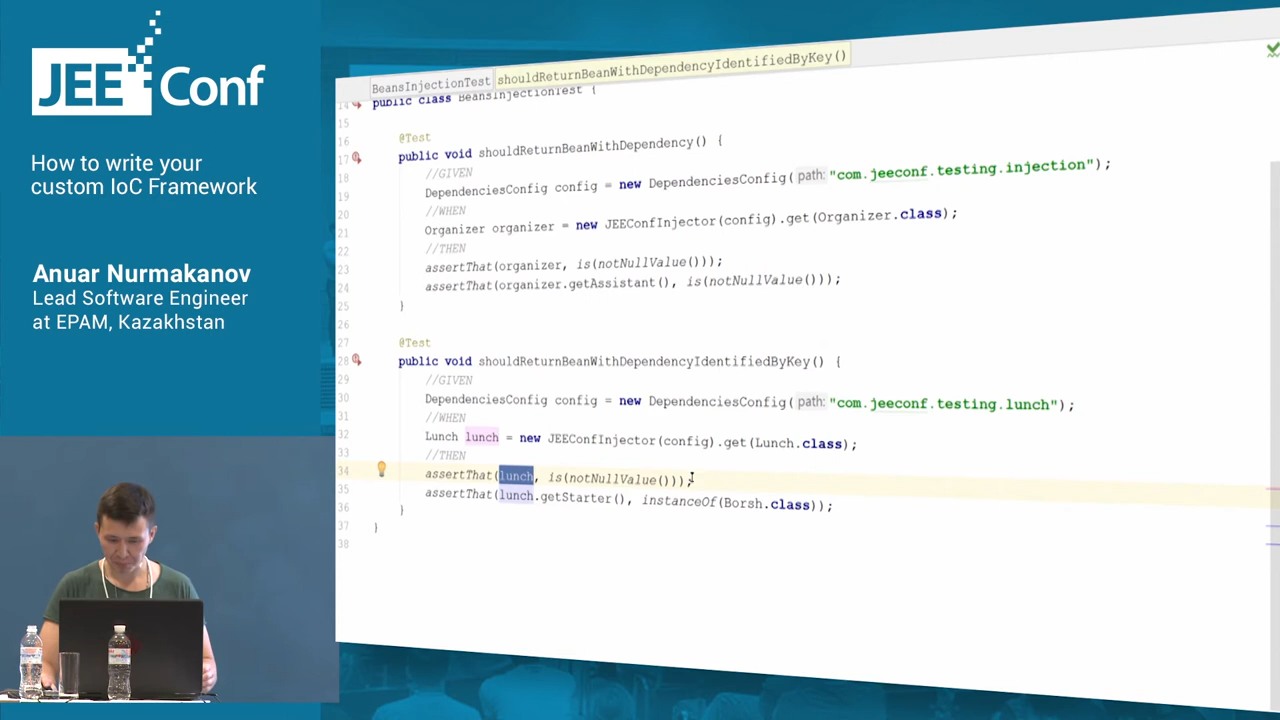 JEE Conf
How to write your
custom IoC Framework
Anuar Nurmakanov
Lead Software Engineer
at EPAM, Kazakhstan
BeansInjectionTest shouldReturnBeanWithDependencyIdentifiedByKey()
14 public class BeansInjectionTest {
15
16 @Test
17 public void shouldReturnBeanWithDependency() {
18 //GIVEN
19 DependenciesConfig config = new DependenciesConfig( path: "com.jeeconf.testing.injection");
20 //WHEN
21 Organizer organizer = new JEEConfInjector(config).get(Organizer.class);
22 //THEN
23 assertThat(organizer, is(notNullValue()));
24 assertThat(organizer.getAssistant(), is(notNullValue()));
25 }
26
27 @Test
28 public void shouldReturnBeanWithDependencyIdentifiedByKey() {
29 //GIVEN
30 DependenciesConfig config = new DependenciesConfig( path: "com.jeeconf.testing.lunch");
31 //WHEN
32 Lunch lunch = new JEEConfInjector(config).get(Lunch.class);
33 //THEN
34 assertThat(lunch, is(notNullValue()));
35 assertThat(lunch.getStarter(), instanceOf(Borsh.class));
36 }
37 }
38